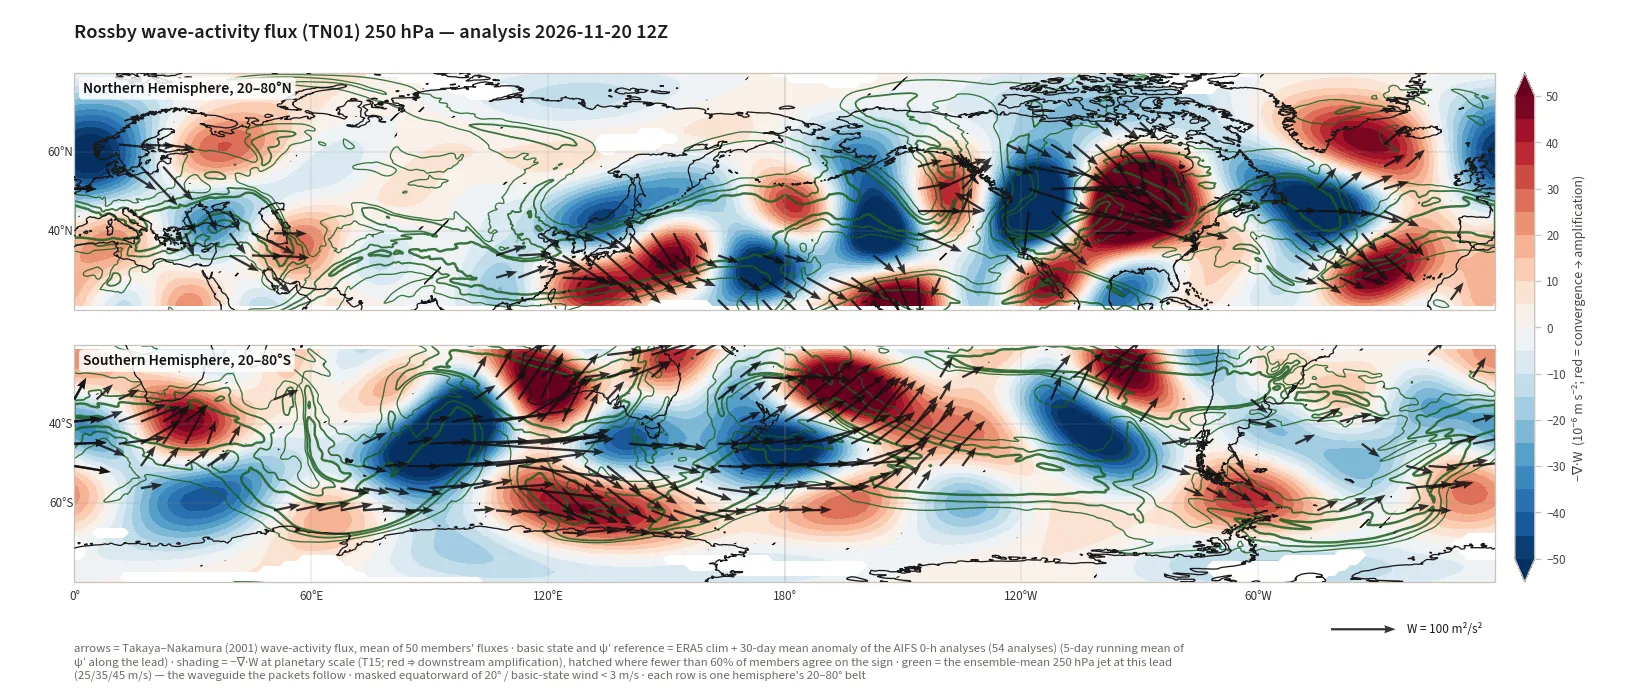 Rossby wave-activity flux (TN01) 250 hPa — analysis 2026-11-20 12Z
Northern Hemisphere, 20–80°N
60°N
40°N
Southern Hemisphere, 20–80°S
40°S
60°S
0°
60°E
120°E
180°
120°W
60°W
50
40
30
20
10
0
−10
−20
−30
−40
−50
−∇·W (10⁻⁶ m s⁻²; red = convergence → amplification)
W = 100 m²/s²
arrows = Takaya–Nakamura (2001) wave-activity flux, mean of 50 members' fluxes · basic state and ψ' reference = ERA5 clim + 30-day mean anomaly of the AIFS 0-h analyses (54 analyses) (5-day running mean of
ψ' along the lead) · shading = −∇·W at planetary scale (T15; red ⇒ downstream amplification), hatched where fewer than 60% of members agree on the sign · green = the ensemble-mean 250 hPa jet at this lead
(25/35/45 m/s) — the waveguide the packets follow · masked equatorward of 20° / basic-state wind < 3 m/s · each row is one hemisphere's 20–80° belt